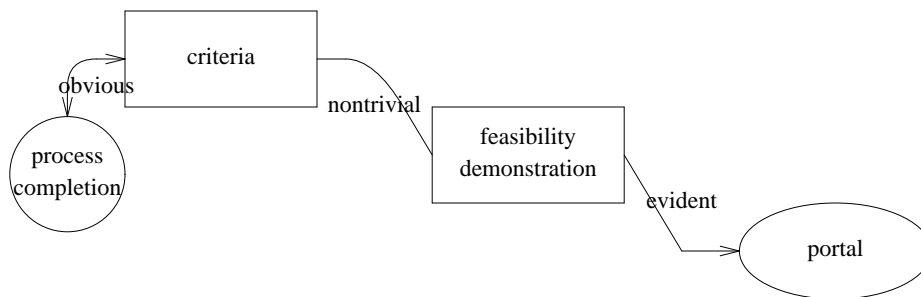 criteria
obvious
nontrivial
process
completion
feasibility
demonstration
evident
portal